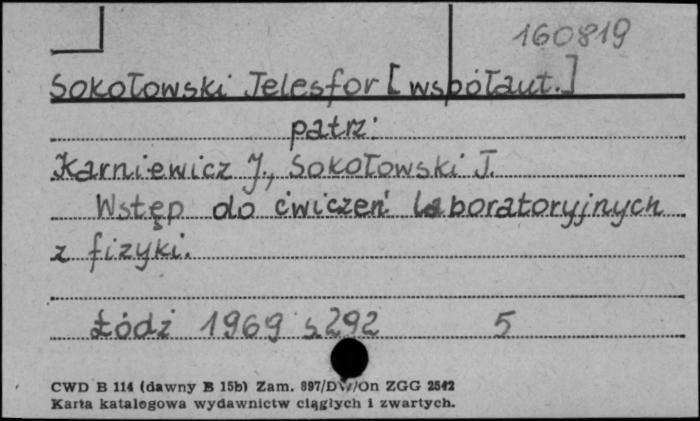 160819
Sokołowski Telesfor [współaut.]
patrz:
Karniewicz J., Sokołowski T.
Wstęp do ćwiczeń laboratoryjnych
z fizyki.
Łódź 1969 s.292 5
CWD B 114 (dawny B 15b) Zam. 897/DW/On ZGG 2542
Karta katalogowa wydawnictw ciągłych i zwartych.